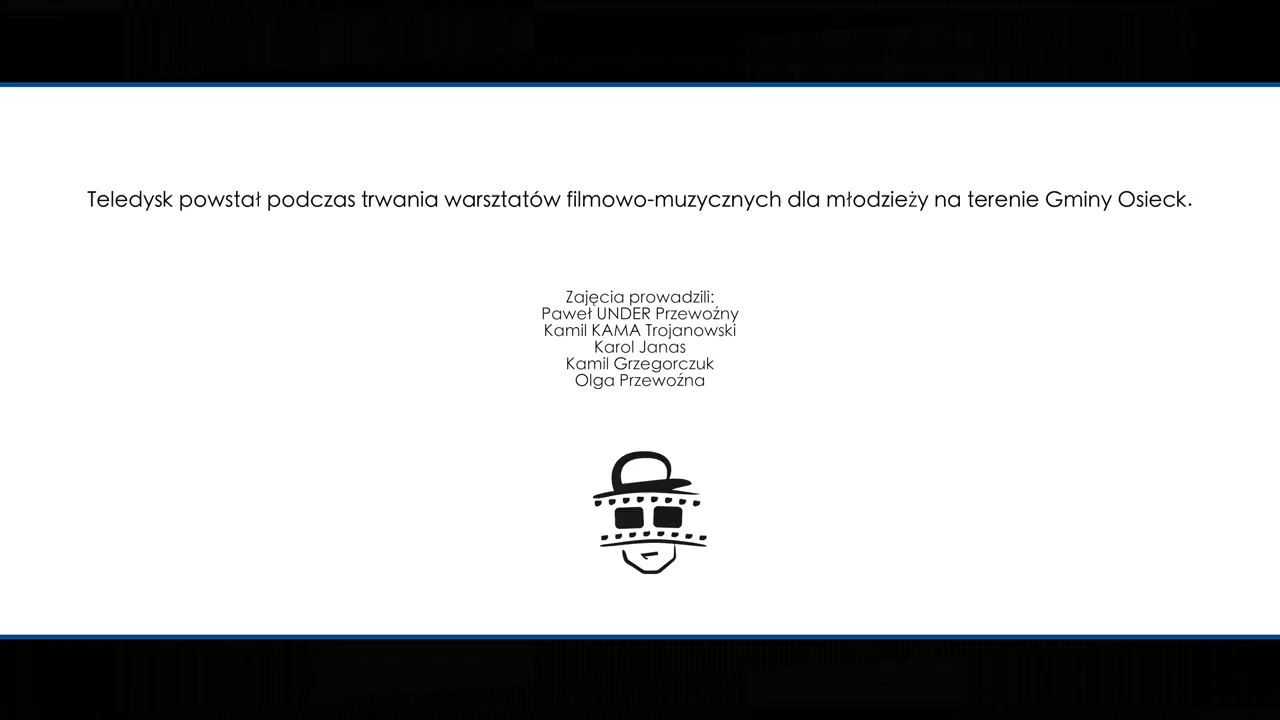 Teledysk powstał podczas trwania warsztatów filmowo-muzycznych dla młodzieży na terenie Gminy Osieck.
Zajęcia prowadzili:
Paweł UNDER Przewoźny
Kamil KAMA Trojanowski
Karol Janas
Kamil Grzegorczuk
Olga Przewoźna